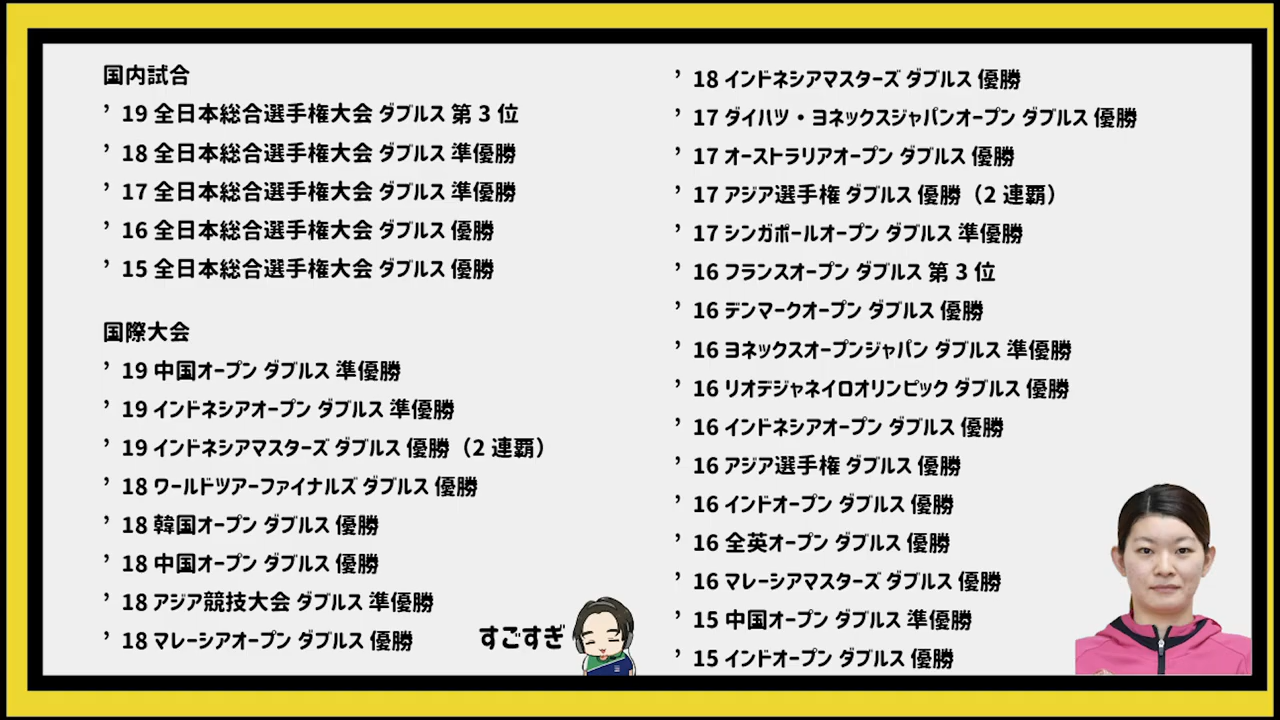 国内試合
’19 全日本総合選手権大会 ダブルス 第3位
’18 全日本総合選手権大会 ダブルス 準優勝
’17 全日本総合選手権大会 ダブルス 準優勝
’16 全日本総合選手権大会 ダブルス 優勝
’15 全日本総合選手権大会 ダブルス 優勝
国際大会
’19 中国オープン ダブルス 準優勝
’19 インドネシアオープン ダブルス 準優勝
’19 インドネシアマスターズ ダブルス 優勝（2連覇）
’18 ワールドツアーファイナルズ ダブルス 優勝
’18 韓国オープン ダブルス 優勝
’18 中国オープン ダブルス 優勝
’18 アジア競技大会 ダブルス 準優勝
’18 マレーシアオープン ダブルス 優勝
すごすぎ
’18 インドネシアマスターズ ダブルス 優勝
’17 ダイハツ・ヨネックスジャパンオープン ダブルス 優勝
’17 オーストラリアオープン ダブルス 優勝
’17 アジア選手権 ダブルス 優勝（2連覇）
’17 シンガポールオープン ダブルス 準優勝
’16 フランスオープン ダブルス 第3位
’16 デンマークオープン ダブルス 優勝
’16 ヨネックスオープンジャパン ダブルス 準優勝
’16 リオデジャネイロオリンピック ダブルス 優勝
’16 インドネシアオープン ダブルス 優勝
’16 アジア選手権 ダブルス 優勝
’16 インドオープン ダブルス 優勝
’16 全英オープン ダブルス 優勝
’16 マレーシアマスターズ ダブルス 優勝
’15 中国オープン ダブルス 準優勝
’15 インドオープン ダブルス 優勝